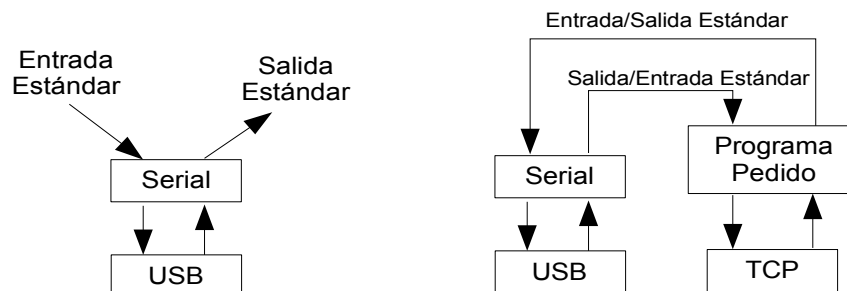 Entrada
Estándar
Salida
Estándar
Serial
USB
Entrada/Salida Estándar
Salida/Entrada Estándar
Serial
Programa
Pedido
USB
TCP